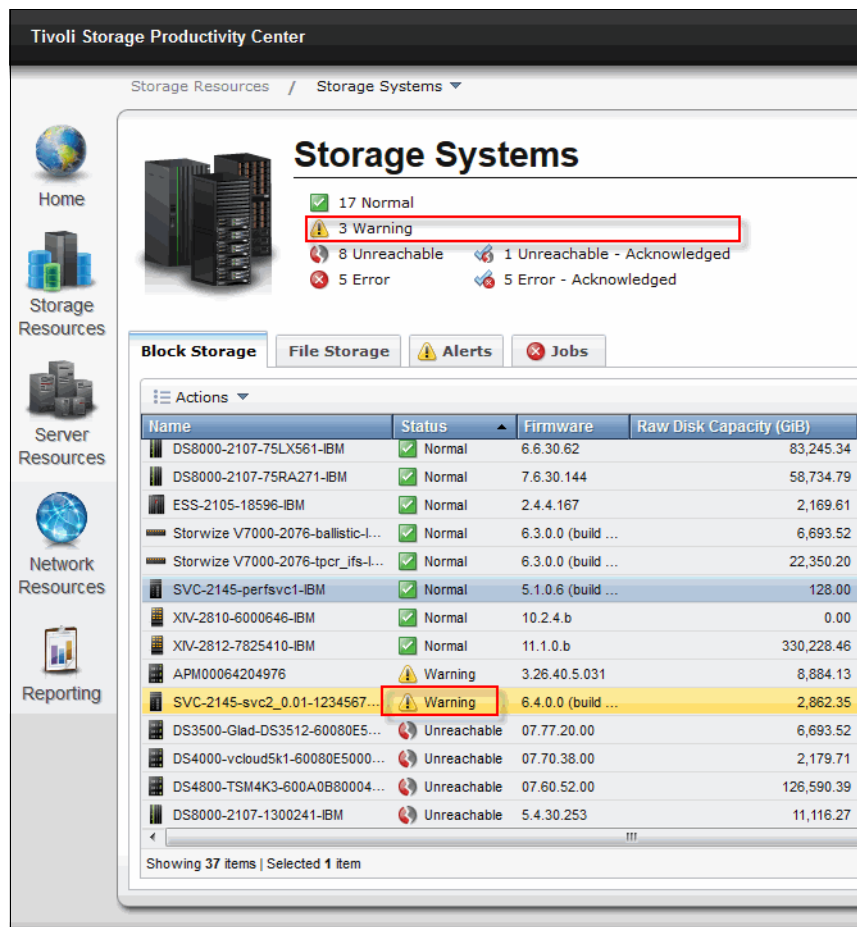 Tivoli Storage Productivity Center
Storage Resources / Storage Systems
Storage Systems
17 Normal
3 Warning
8 Unreachable 1 Unreachable - Acknowledged
5 Error 5 Error - Acknowledged
Home
Storage Resources
Server Resources
Network Resources
Reporting
Block Storage File Storage Alerts Jobs
Actions
Name Status Firmware Raw Disk Capacity (GiB)
DS8000-2107-75LX561-IBM Normal 6.6.30.62 83,245.34
DS8000-2107-75RA271-IBM Normal 7.6.30.144 58,734.79
ESS-2105-18596-IBM Normal 2.4.4.167 2,169.61
Storwize V7000-2076-ballistic-I... Normal 6.3.0.0 (build ... 6,693.52
Storwize V7000-2076-tpcr_ifs-I... Normal 6.3.0.0 (build ... 22,350.20
SVC-2145-perfsvc1-IBM Normal 5.1.0.6 (build ... 128.00
XIV-2810-6000646-IBM Normal 10.2.4.b 0.00
XIV-2812-7825410-IBM Normal 11.1.0.b 330,228.46
APM00064204976 Warning 3.26.40.5.031 8,884.13
SVC-2145-svc2_0.01-1234567... Warning 6.4.0.0 (build ... 2,862.35
DS3500-Glad-DS3512-60080E5... Unreachable 07.77.20.00 6,693.52
DS4000-vcloud5k1-60080E5000... Unreachable 07.70.38.00 2,179.71
DS4800-TSM4K3-600A0B80004... Unreachable 07.60.52.00 126,590.39
DS8000-2107-1300241-IBM Unreachable 5.4.30.253 11,116.27
Showing 37 items | Selected 1 item